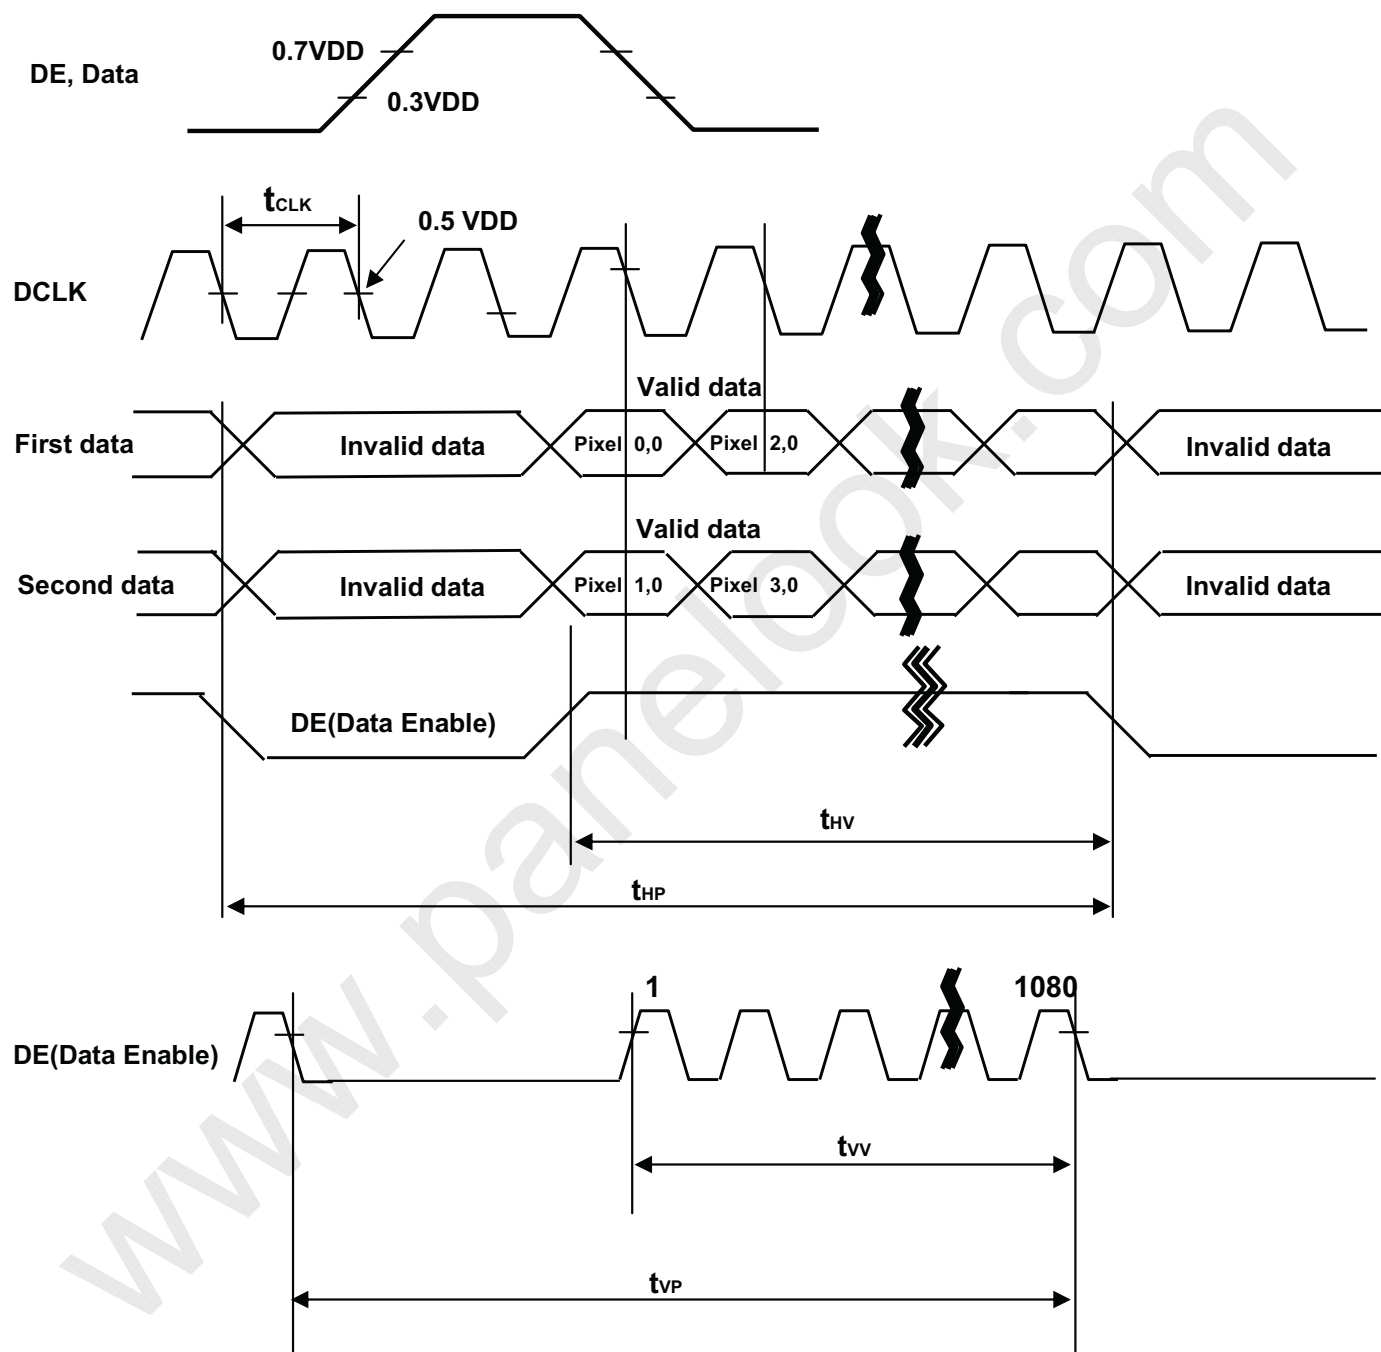 0.7VDD
DE, Data
0.3VDD
tCLK
0.5 VDD
DCLK
Valid data
First data
Invalid data
Pixel 0,0
Pixel 2,0
Invalid data
Valid data
Second data
Invalid data
Pixel 1,0
Pixel 3,0
Invalid data
DE(Data Enable)
tHV
tHP
1
1080
DE(Data Enable)
tVV
tVP
www.panelook.com